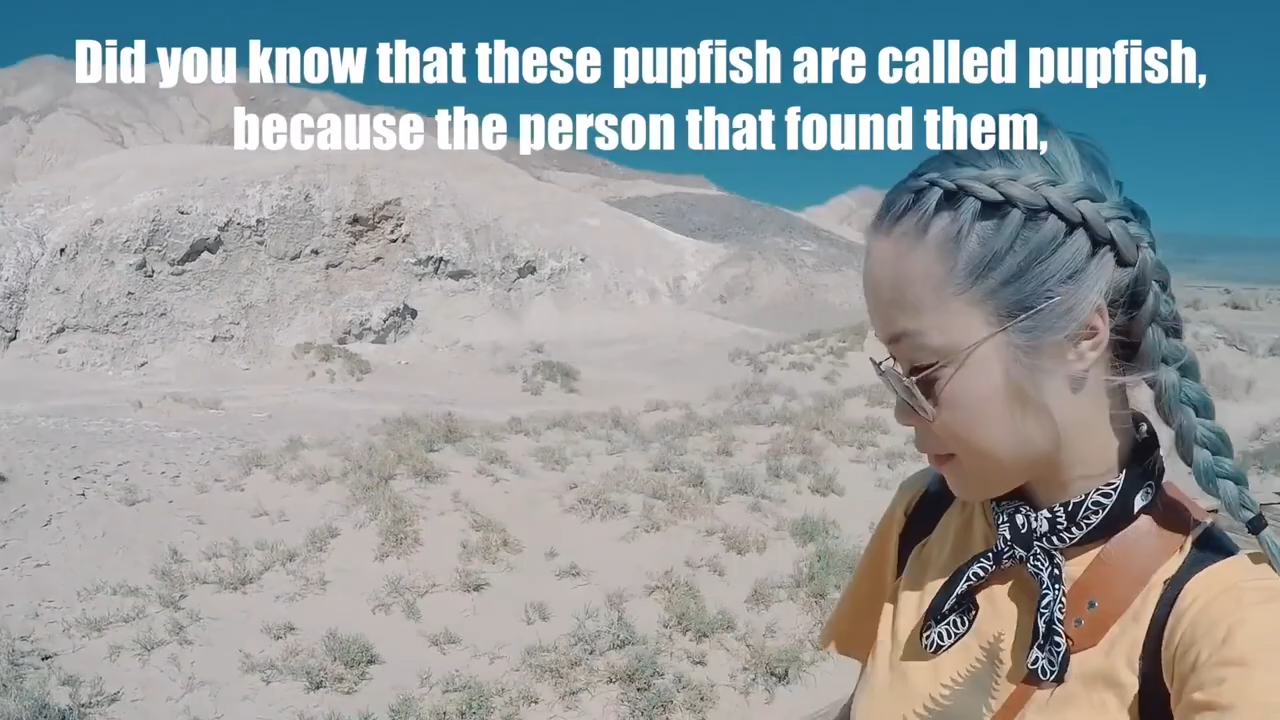 Did you know that these pupfish are called pupfish,
because the person that found them,